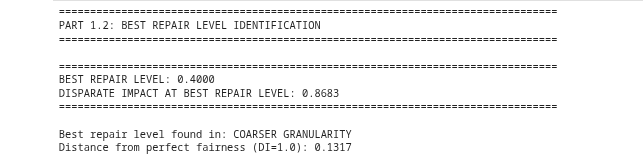 ================================================================================
PART 1.2: BEST REPAIR LEVEL IDENTIFICATION
================================================================================
================================================================================
BEST REPAIR LEVEL: 0.4000
DISPARATE IMPACT AT BEST REPAIR LEVEL: 0.8683
================================================================================
Best repair level found in: COARSER GRANULARITY
Distance from perfect fairness (DI=1.0): 0.1317